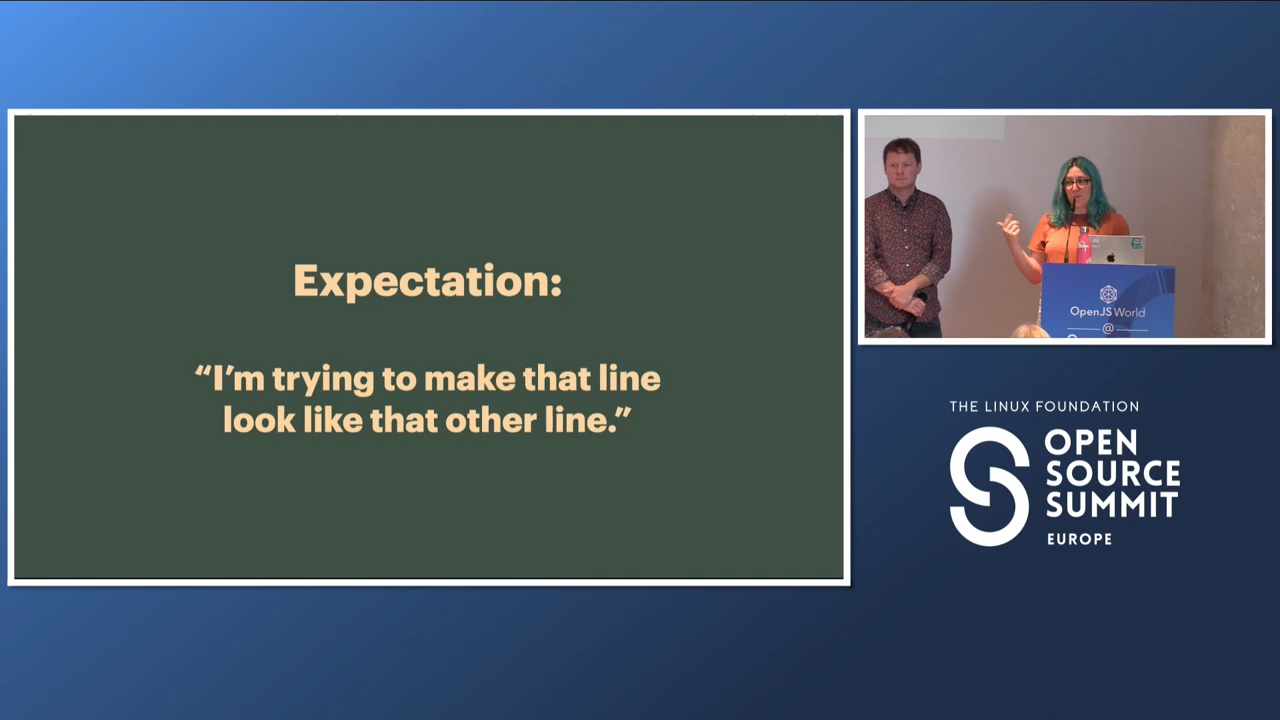 Expectation:
“I’m trying to make that line
look like that other line.”
OpenJS World
@
THE LINUX FOUNDATION
OPEN
SOURCE
SUMMIT
EUROPE